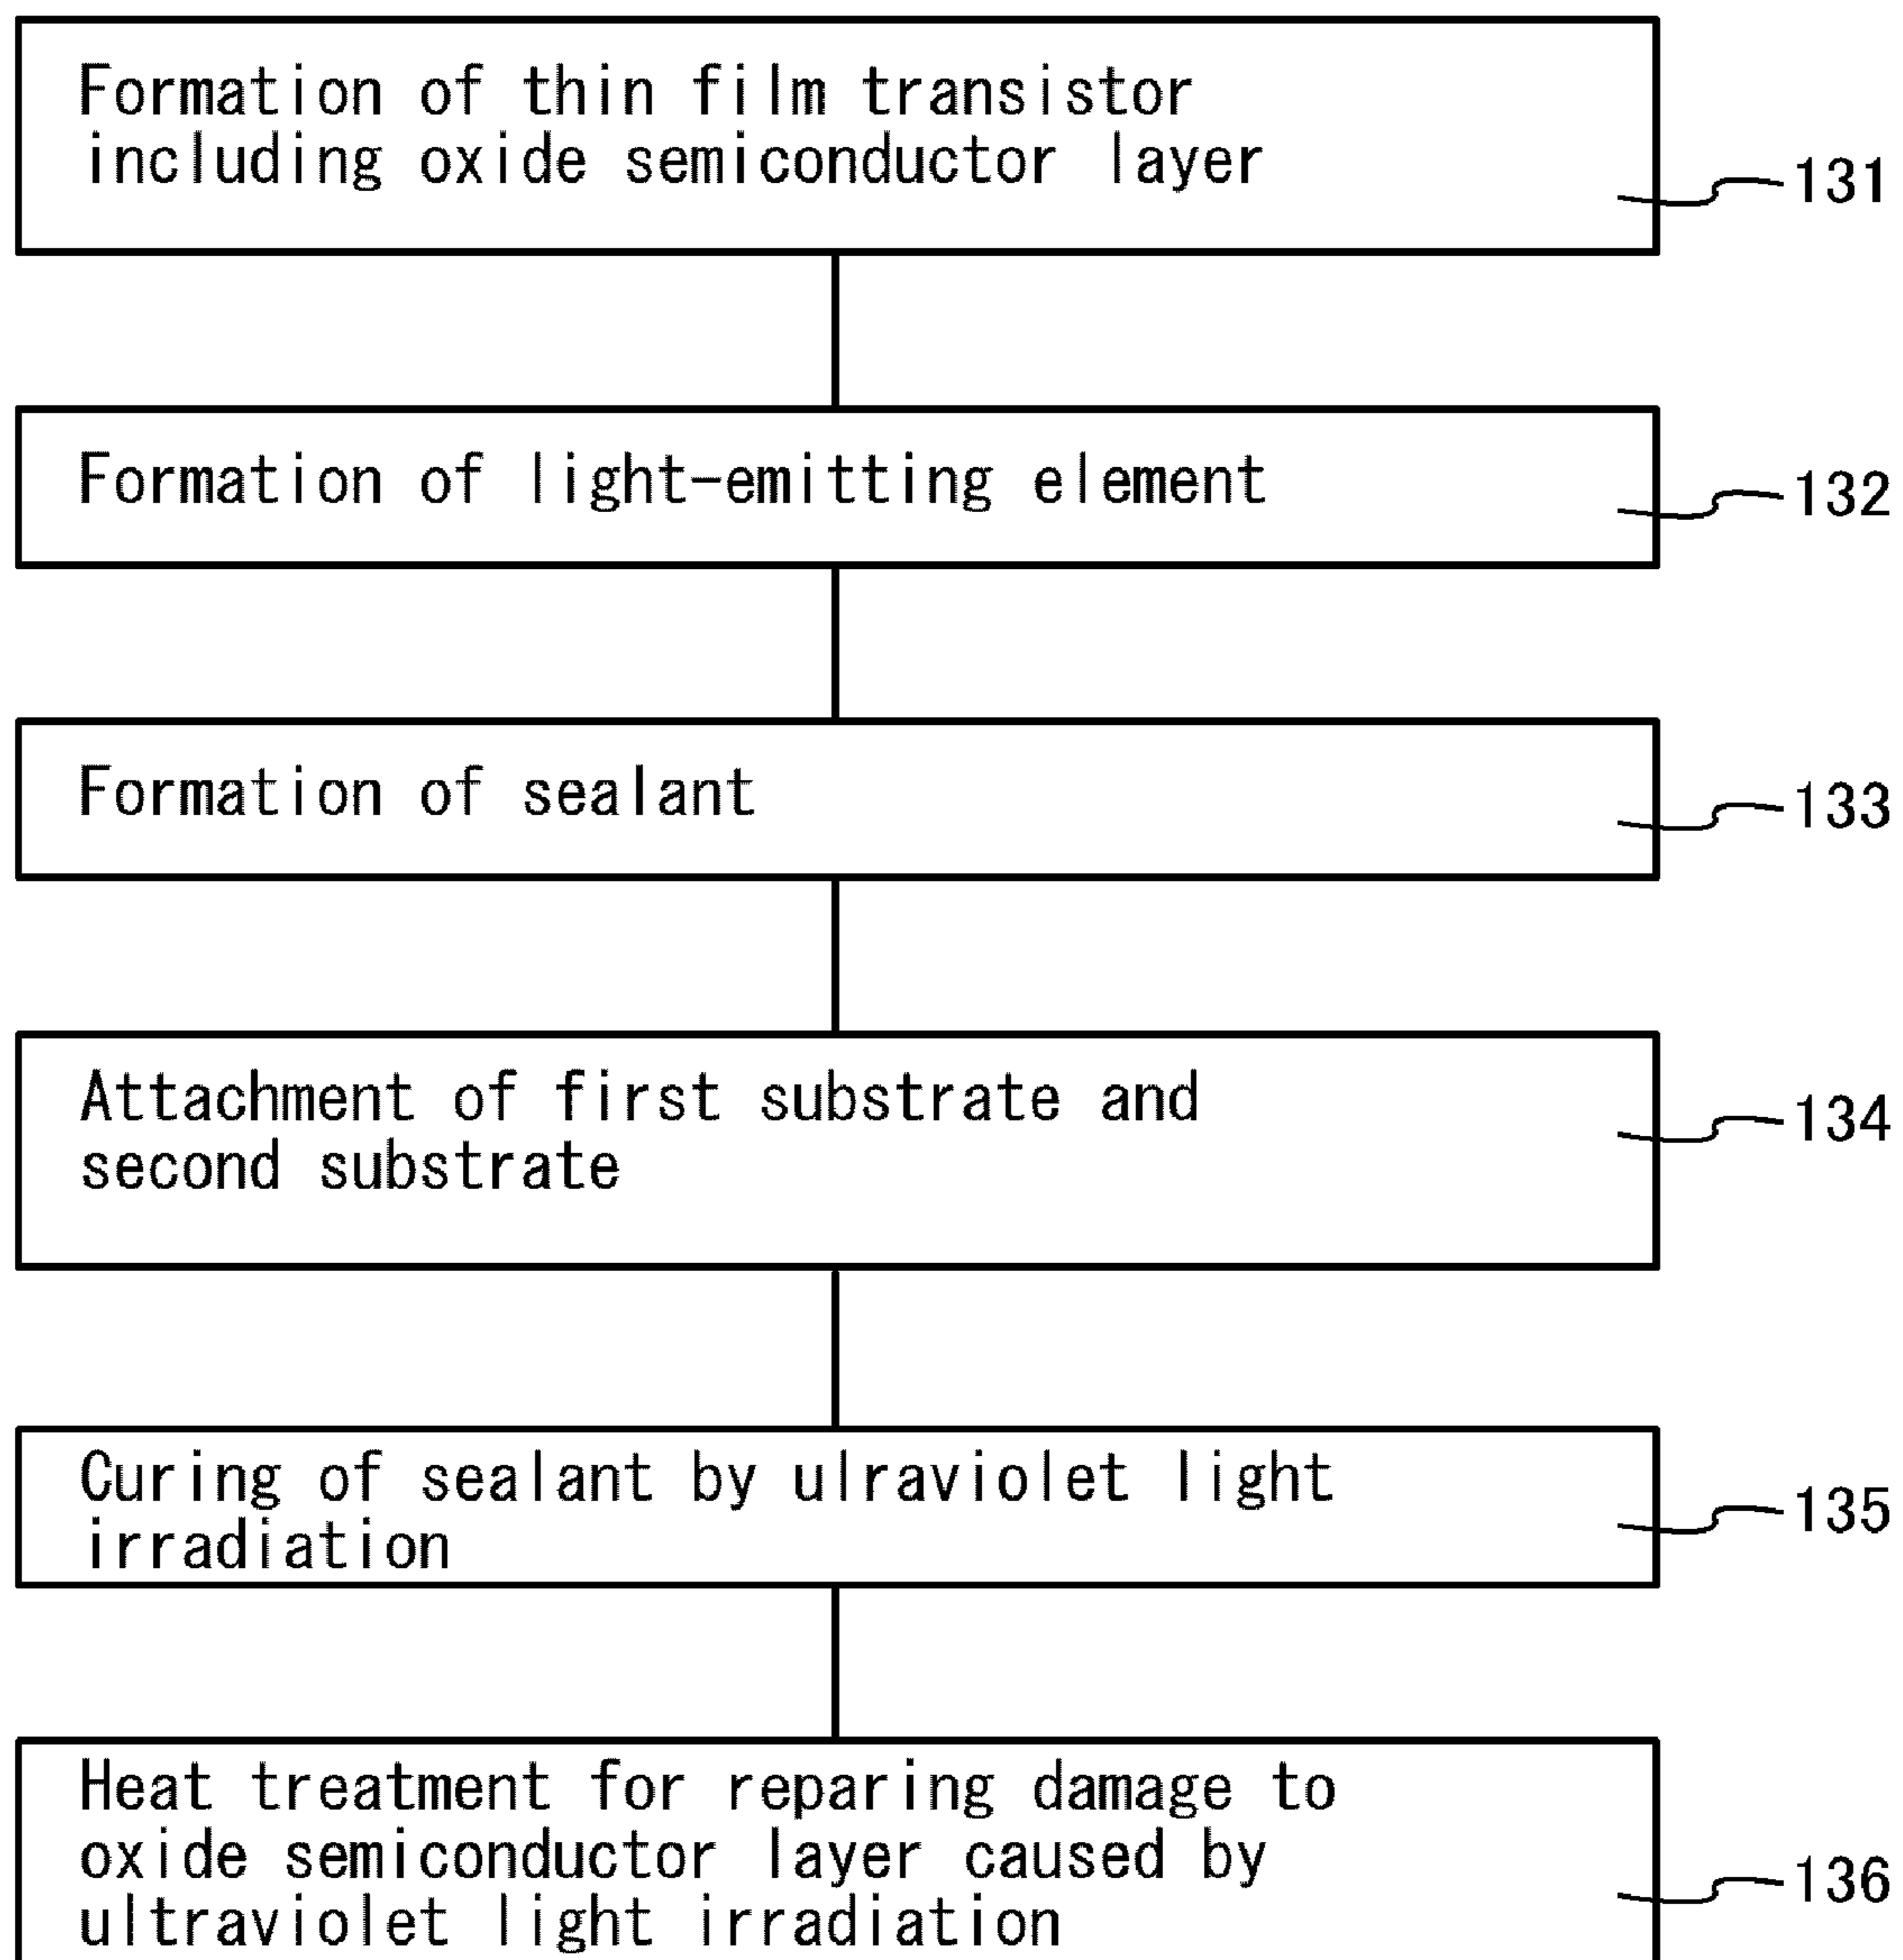 Formation of thin film transistor
including oxide semiconductor layer
131
Formation of light-emitting element
132
Formation of sealant
133
Attachment of first substrate and
second substrate
134
Curing of sealant by ulraviolet light
irradiation
135
Heat treatment for reparing damage to
oxide semiconductor layer caused by
ultraviolet light irradiation
136